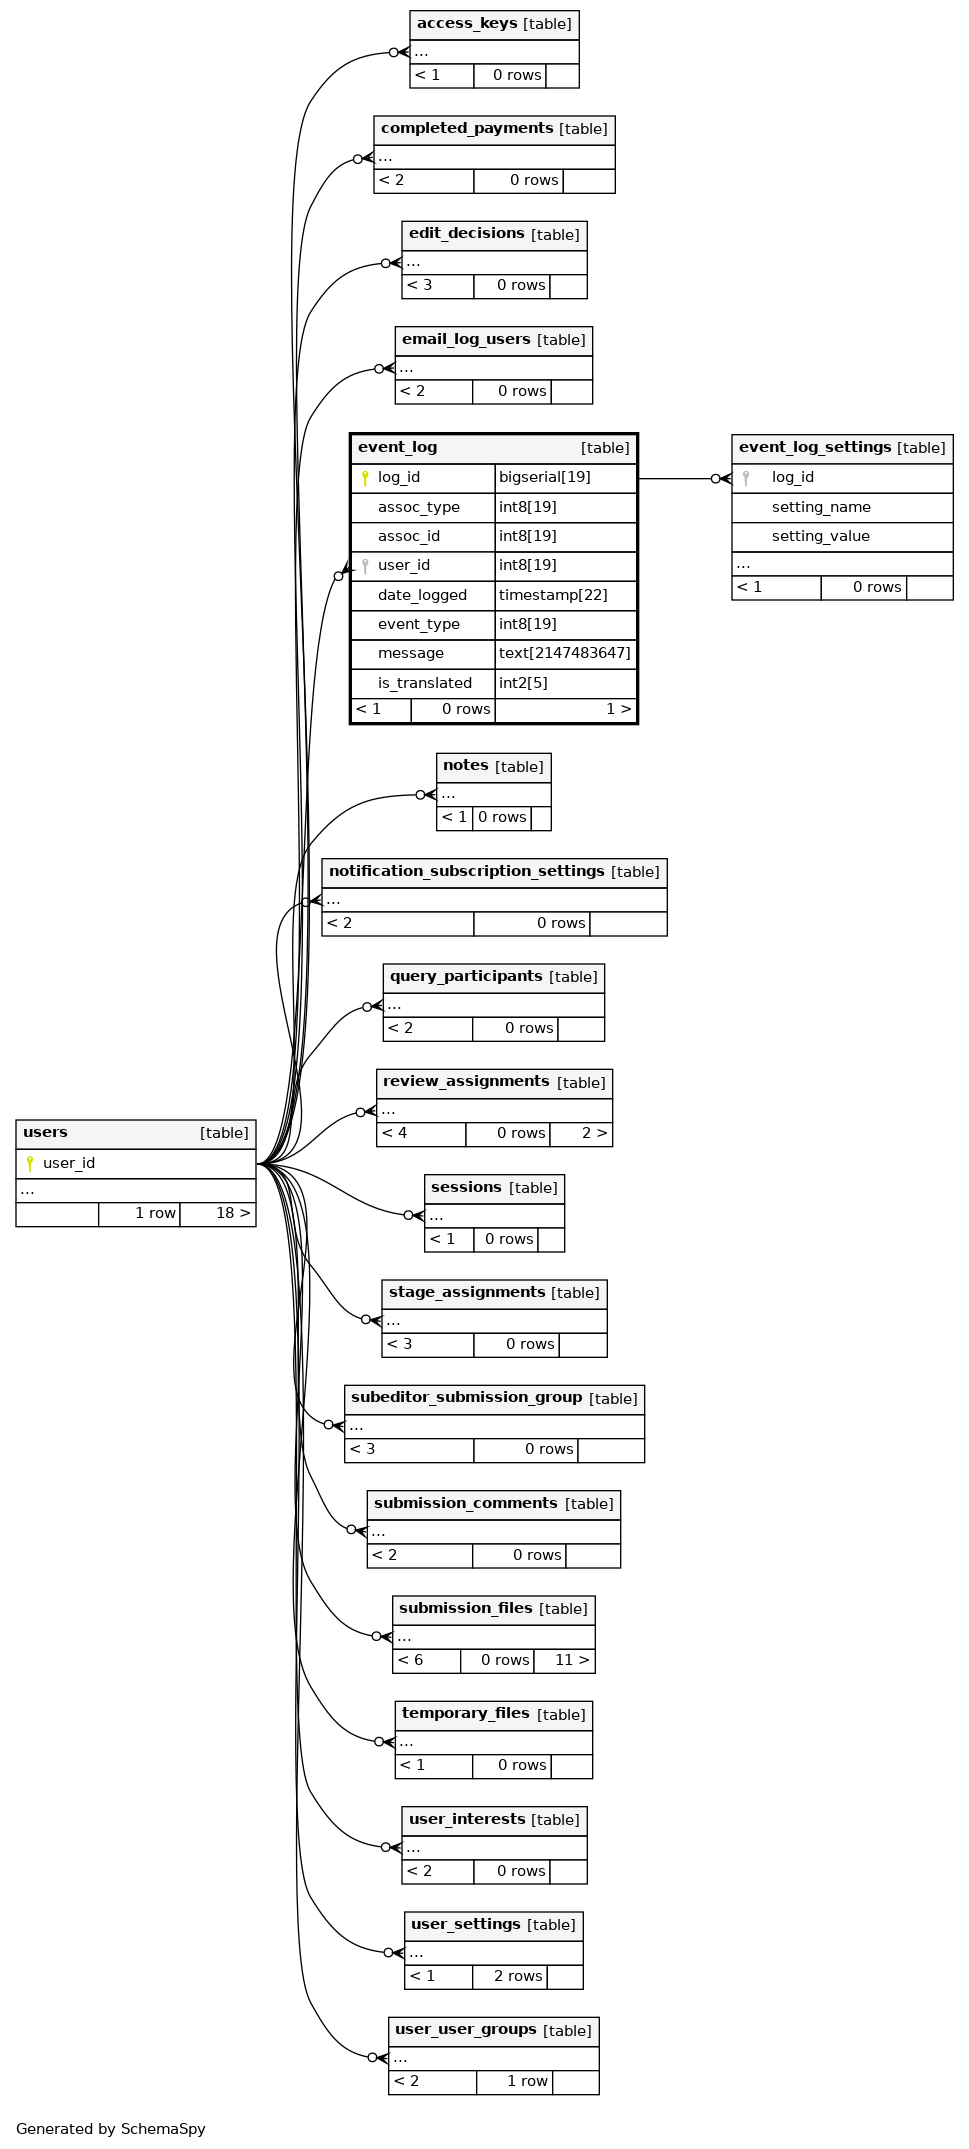 access_keys [table]
...
< 1 0 rows
completed_payments [table]
...
< 2 0 rows
edit_decisions [table]
...
< 3 0 rows
email_log_users [table]
...
< 2 0 rows
event_log [table]
log_id bigserial[19]
assoc_type int8[19]
assoc_id int8[19]
user_id int8[19]
date_logged timestamp[22]
event_type int8[19]
message text[2147483647]
is_translated int2[5]
< 1 0 rows 1 >
event_log_settings [table]
log_id
setting_name
setting_value
...
< 1 0 rows
notes [table]
...
< 1 0 rows
notification_subscription_settings [table]
...
< 2 0 rows
query_participants [table]
...
< 2 0 rows
review_assignments [table]
...
< 4 0 rows 2 >
users [table]
user_id
...
1 row 18 >
sessions [table]
...
< 1 0 rows
stage_assignments [table]
...
< 3 0 rows
subeditor_submission_group [table]
...
< 3 0 rows
submission_comments [table]
...
< 2 0 rows
submission_files [table]
...
< 6 0 rows 11 >
temporary_files [table]
...
< 1 0 rows
user_interests [table]
...
< 2 0 rows
user_settings [table]
...
< 1 2 rows
user_user_groups [table]
...
< 2 1 row
Generated by SchemaSpy